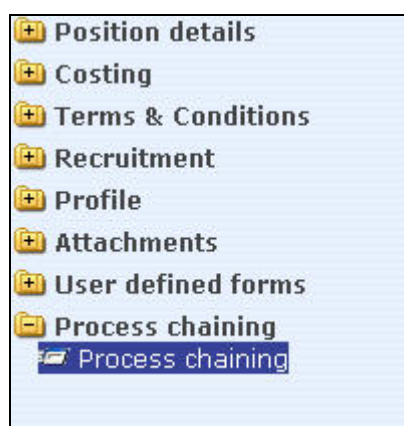 Position details
Costing
Terms & Conditions
Recruitment
Profile
Attachments
User defined forms
Process chaining
Process chaining